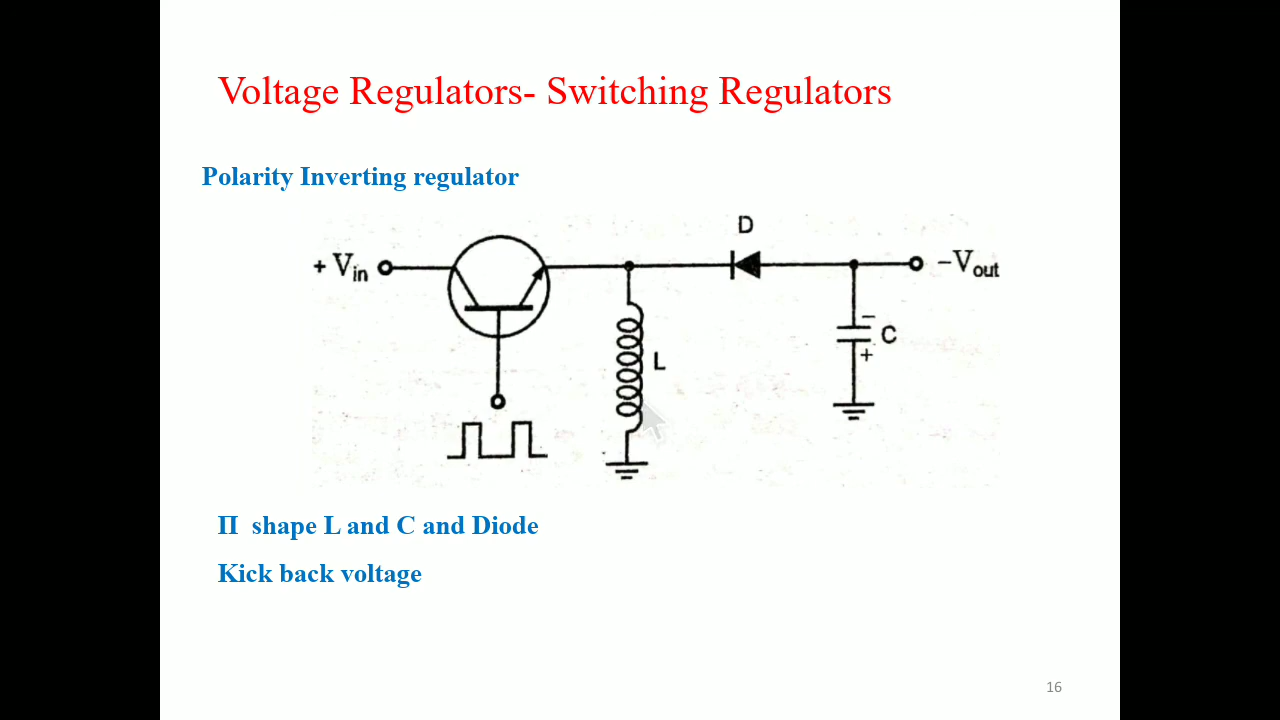 Voltage Regulators- Switching Regulators
Polarity Inverting regulator
D
+ Vin
−Vout
−
C
+
L
Π shape L and C and Diode
Kick back voltage
16